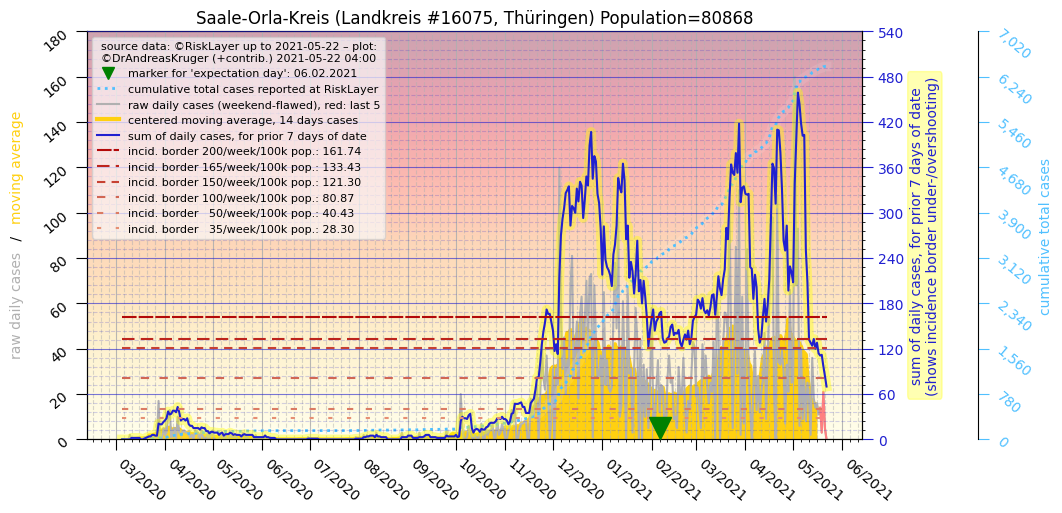 Saale-Orla-Kreis (Landkreis #16075, Thüringen) Population=80868
source data: ©RiskLayer up to 2021-05-22 – plot:
©DrAndreasKruger (+contrib.) 2021-05-22 04:00
marker for 'expectation day': 06.02.2021
cumulative total cases reported at RiskLayer
raw daily cases (weekend-flawed), red: last 5
centered moving average, 14 days cases
sum of daily cases, for prior 7 days of date
incid. border 200/week/100k pop.: 161.74
incid. border 165/week/100k pop.: 133.43
incid. border 150/week/100k pop.: 121.30
incid. border 100/week/100k pop.: 80.87
incid. border 50/week/100k pop.: 40.43
incid. border 35/week/100k pop.: 28.30
raw daily cases / moving average
180
160
140
120
100
80
60
40
20
0
03/2020
04/2020
05/2020
06/2020
07/2020
08/2020
09/2020
10/2020
11/2020
12/2020
01/2021
02/2021
03/2021
04/2021
05/2021
06/2021
540
480
420
360
300
240
180
120
60
0
sum of daily cases, for prior 7 days of date
(shows incidence border under-/overshooting)
7,020
6,240
5,460
4,680
3,900
3,120
2,340
1,560
780
0
cumulative total cases